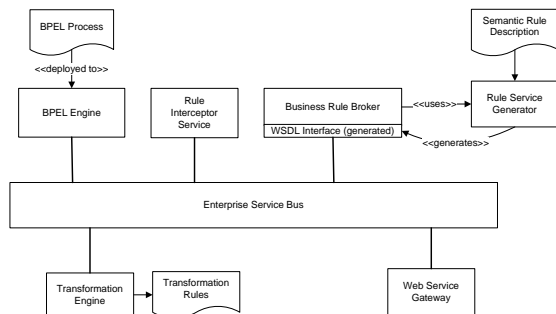 BPEL Process
Semantic Rule
Description
<<deployed to>>
BPEL Engine
Rule
Interceptor
Service
Business Rule Broker
WSDL Interface (generated)
<<uses>>
Rule Service
Generator
<<generates>>
Enterprise Service Bus
Transformation
Engine
Transformation
Rules
Web Service
Gateway